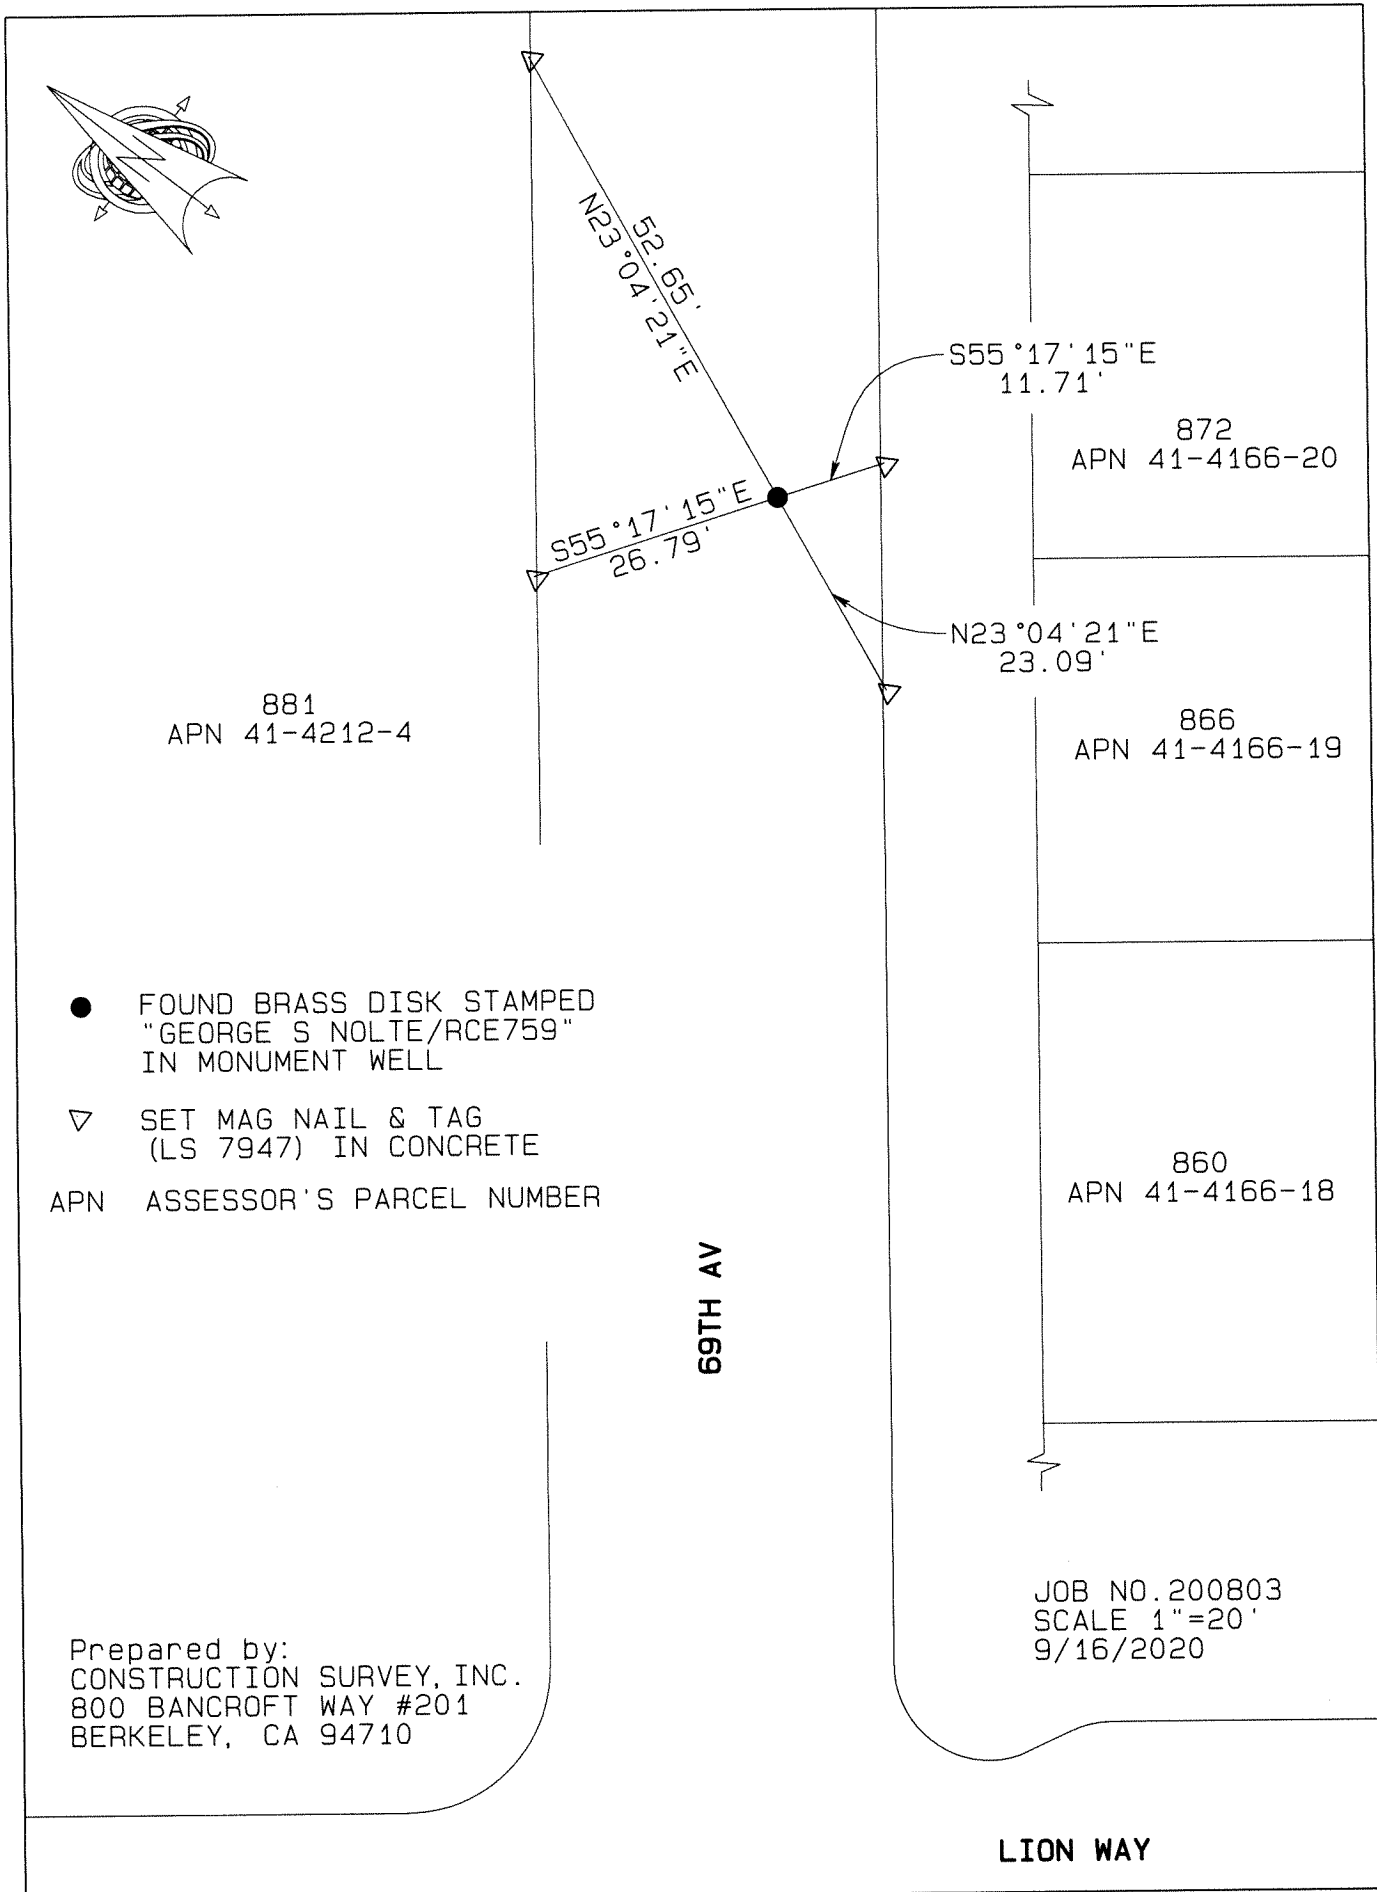 52.65'
N23°04'21"E
S55°17'15"E
11.71'
872
APN 41-4166-20
S55°17'15"E
26.79'
N23°04'21"E
23.09'
881
APN 41-4212-4
866
APN 41-4166-19
FOUND BRASS DISK STAMPED
"GEORGE S NOLTE/RCE759"
IN MONUMENT WELL
SET MAG NAIL & TAG
(LS 7947) IN CONCRETE
APN ASSESSOR'S PARCEL NUMBER
860
APN 41-4166-18
69TH AV
JOB NO.200803
SCALE 1"=20'
9/16/2020
Prepared by:
CONSTRUCTION SURVEY, INC.
800 BANCROFT WAY #201
BERKELEY, CA 94710
LION WAY